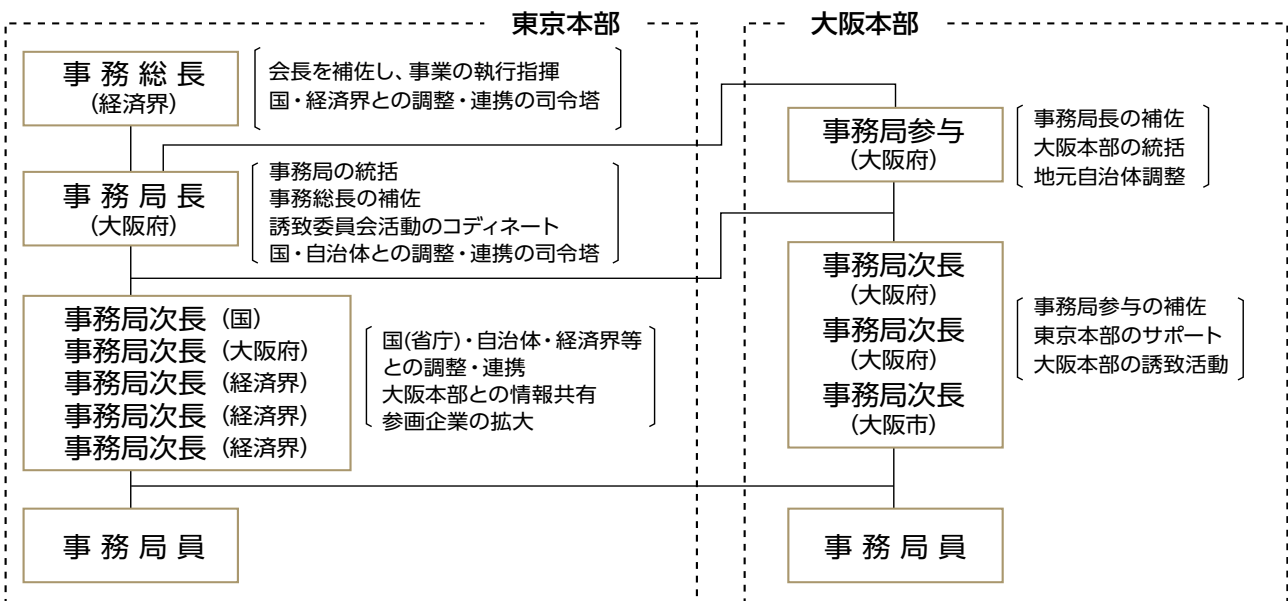 東京本部
事務総長
(経済界)
会長を補佐し、事業の執行指揮
国・経済界との調整・連携の司令塔
事務局長
(大阪府)
事務局の統括
事務総長の補佐
誘致委員会活動のコディネート
国・自治体との調整・連携の司令塔
事務局次長 (国)
事務局次長 (大阪府)
事務局次長 (経済界)
事務局次長 (経済界)
事務局次長 (経済界)
国(省庁)・自治体・経済界等
との調整・連携
大阪本部との情報共有
参画企業の拡大
事務局員
大阪本部
事務局参与
(大阪府)
事務局長の補佐
大阪本部の統括
地元自治体調整
事務局次長
(大阪府)
事務局次長
(大阪府)
事務局次長
(大阪市)
事務局参与の補佐
東京本部のサポート
大阪本部の誘致活動
事務局員